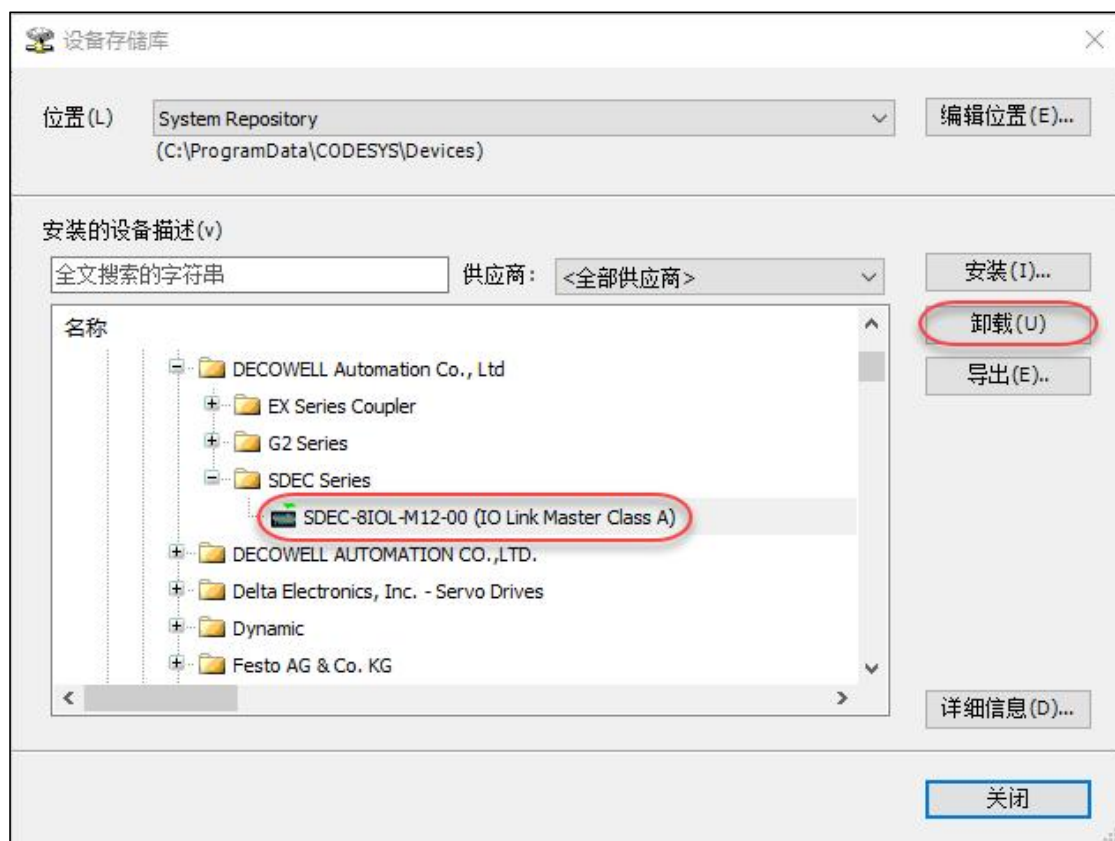 设备存储库
位置(L)
System Repository
编辑位置(E)...
(C:\ProgramData\CODESYS\Devices)
安装的设备描述(v)
全文搜索的字符串
供应商:
<全部供应商>
安装(I)...
名称
卸载(U)
DECOWELL Automation Co., Ltd
导出(E)..
EX Series Coupler
G2 Series
SDEC Series
SDEC-8IOL-M12-00 (IO Link Master Class A)
DECOWELL AUTOMATION CO.,LTD.
Delta Electronics, Inc. - Servo Drives
Dynamic
Festo AG & Co. KG
详细信息(D)...
关闭